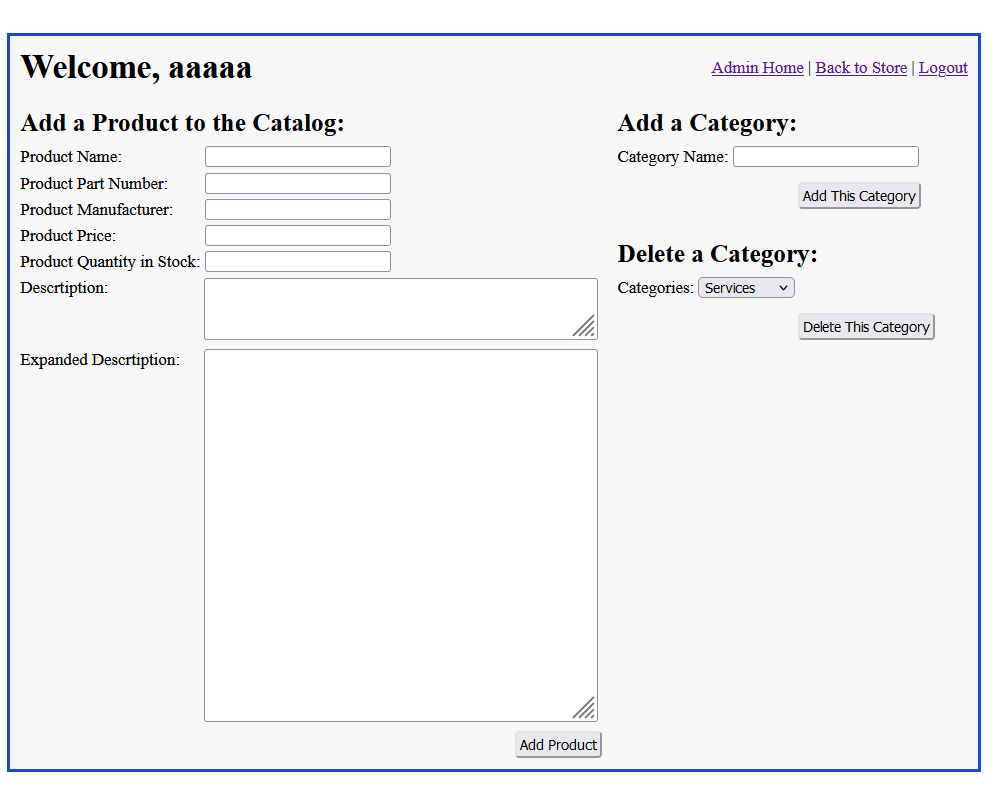 Welcome, aaaaa
Admin Home | Back to Store | Logout
Add a Product to the Catalog:
Product Name:
Product Part Number:
Product Manufacturer:
Product Price:
Product Quantity in Stock:
Descrtiption:
Expanded Descrtiption:
Add Product
Add a Category:
Category Name:
Add This Category
Delete a Category:
Categories: Services
Delete This Category